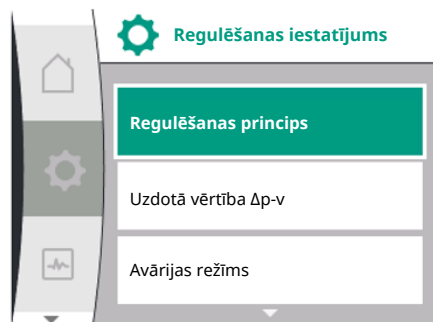 Regulēšanas iestatījums
Regulēšanas princips
Uzdotā vērtība Δp-v
Avārijas režīms